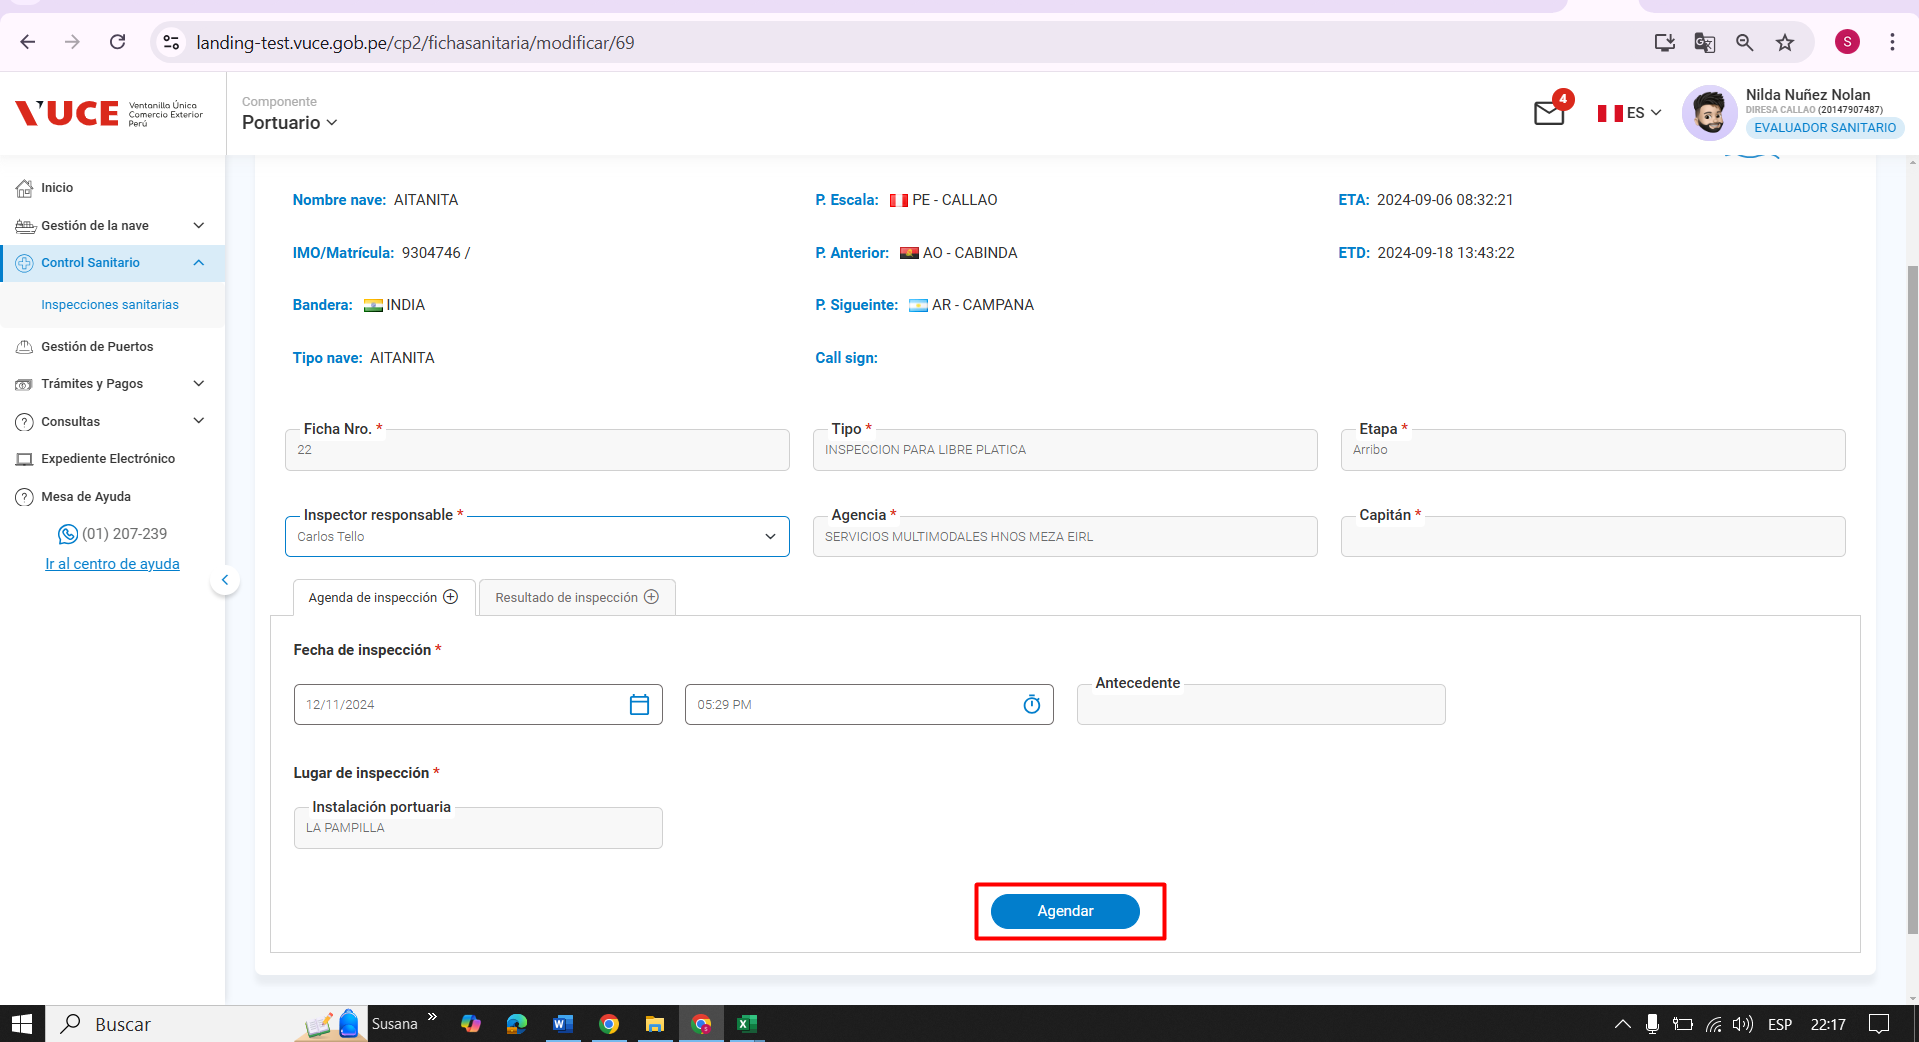 landing-test.vuce.gob.pe/cp2/fichasanitaria/modificar/69
S
VUCE Ventanilla Única
Comercio Exterior
Perú
Componente
Portuario
4
ES
Nilda Nuñez Nolan
DIRESA CALLAO (20147907487)
EVALUADOR SANITARIO
Inicio
Gestión de la nave
Control Sanitario
Inspecciones sanitarias
Gestión de Puertos
Trámites y Pagos
Consultas
Expediente Electrónico
Mesa de Ayuda
(01) 207-239
Ir al centro de ayuda
Nombre nave: AITANITA
P. Escala: PE - CALLAO
ETA: 2024-09-06 08:32:21
IMO/Matrícula: 9304746 /
P. Anterior: AO - CABINDA
ETD: 2024-09-18 13:43:22
Bandera: INDIA
P. Sigueinte: AR - CAMPANA
Tipo nave: AITANITA
Call sign:
Ficha Nro. *
22
Tipo *
INSPECCION PARA LIBRE PLATICA
Etapa *
Arribo
Inspector responsable *
Carlos Tello
Agencia *
SERVICIOS MULTIMODALES HNOS MEZA EIRL
Capitán *
Agenda de inspección
Resultado de inspección
Fecha de inspección *
12/11/2024
05:29 PM
Antecedente
Lugar de inspección *
Instalación portuaria
LA PAMPILLA
Agendar
Buscar
Susana
ESP
22:17